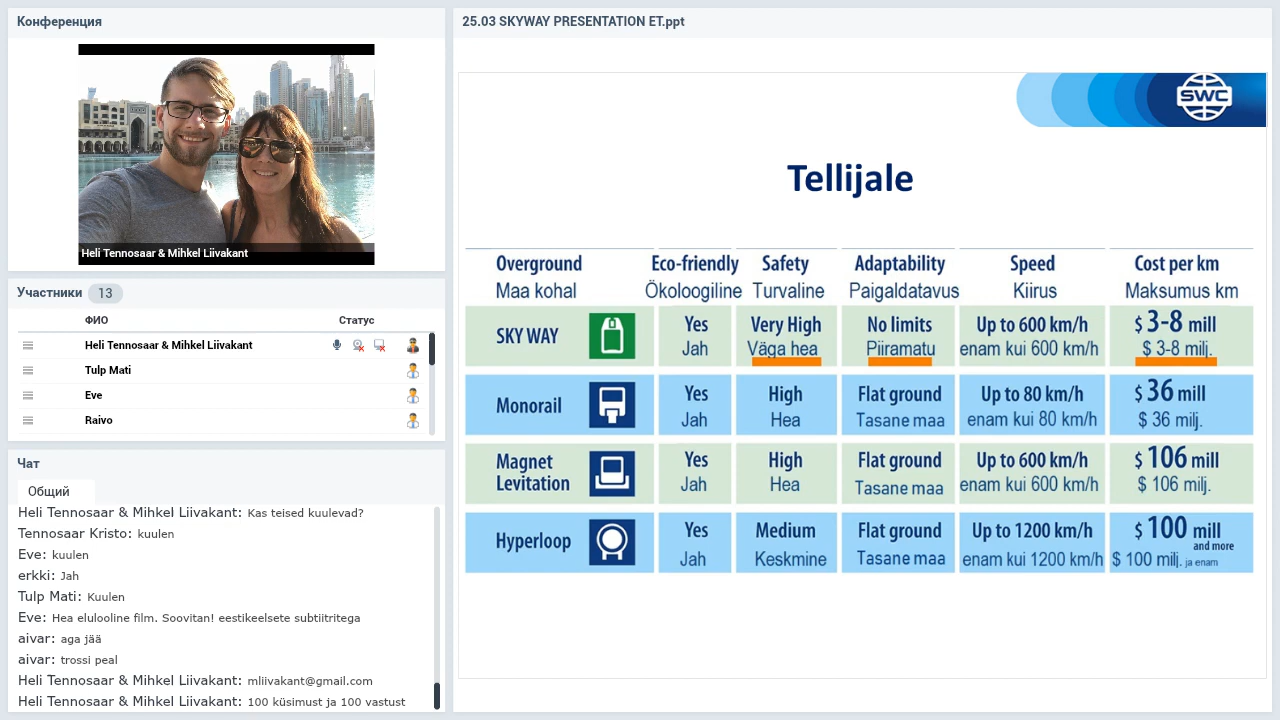 Конференция
Heli Tennosaar & Mihkel Liivakant
Участники 13
ФИО Статус
Heli Tennosaar & Mihkel Liivakant
Tulp Mati
Eve
Raivo
Чат
Общий
Heli Tennosaar & Mihkel Liivakant: Kas teised kuulevad?
Tennosaar Kristo: kuulen
Eve: kuulen
erkki: Jah
Tulp Mati: Kuulen
Eve: Hea elulooline film. Soovitan! eestikeelsete subtiitritega
aivar: aga jää
aivar: trossi peal
Heli Tennosaar & Mihkel Liivakant: mliivakant@gmail.com
Heli Tennosaar & Mihkel Liivakant: 100 küsimust ja 100 vastust
25.03 SKYWAY PRESENTATION ET.ppt
SWC
Tellijale
Overground Eco-friendly Safety Adaptability Speed Cost per km
Maa kohal Ökoloogiline Turvaline Paigaldatavus Kiirus Maksumus km
SKY WAY Yes Very High No limits Up to 600 km/h $ 3-8 mill
Jah Väga hea Piiramatu enam kui 600 km/h $ 3-8 milj.
Monorail Yes High Flat ground Up to 80 km/h $ 36 mill
Jah Hea Tasane maa enam kui 80 km/h $ 36 milj.
Magnet Yes High Flat ground Up to 600 km/h $ 106 mill
Levitation Jah Hea Tasane maa enam kui 600 km/h $ 106 milj.
Hyperloop Yes Medium Flat ground Up to 1200 km/h $ 100 mill
and more
Jah Keskmine Tasane maa enam kui 1200 km/h $ 100 milj. ja enam